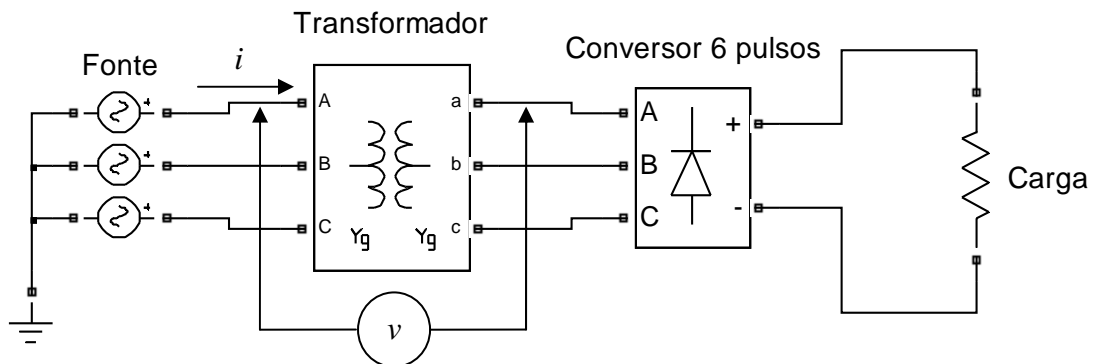 Transformador
Conversor 6 pulsos
Fonte
i
A
a
B
b
C
c
Yg
Yg
A
B
C
+
-
Carga
v
+
+
+